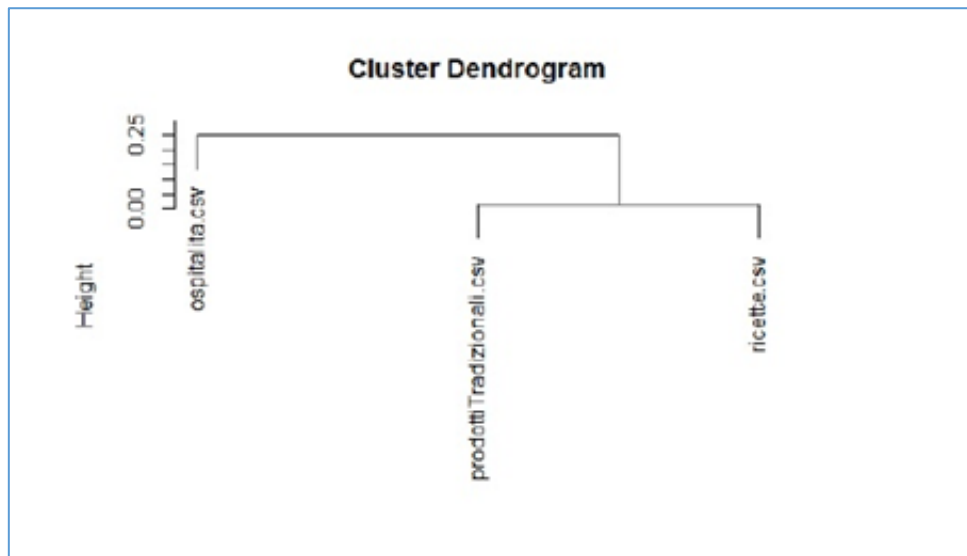 Cluster Dendrogram
0.25
0.00
Height
ospitalita.csv
prodottiTradizionali.csv
ricette.csv